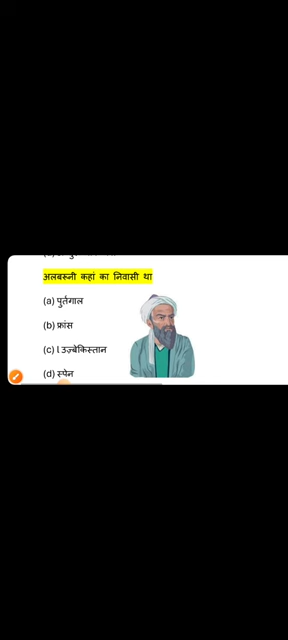 अलबरूनी कहां का निवासी था
(a) पुर्तगाल
(b) फ्रांस
(c) l उज़्बेकिस्तान
(d) स्पेन